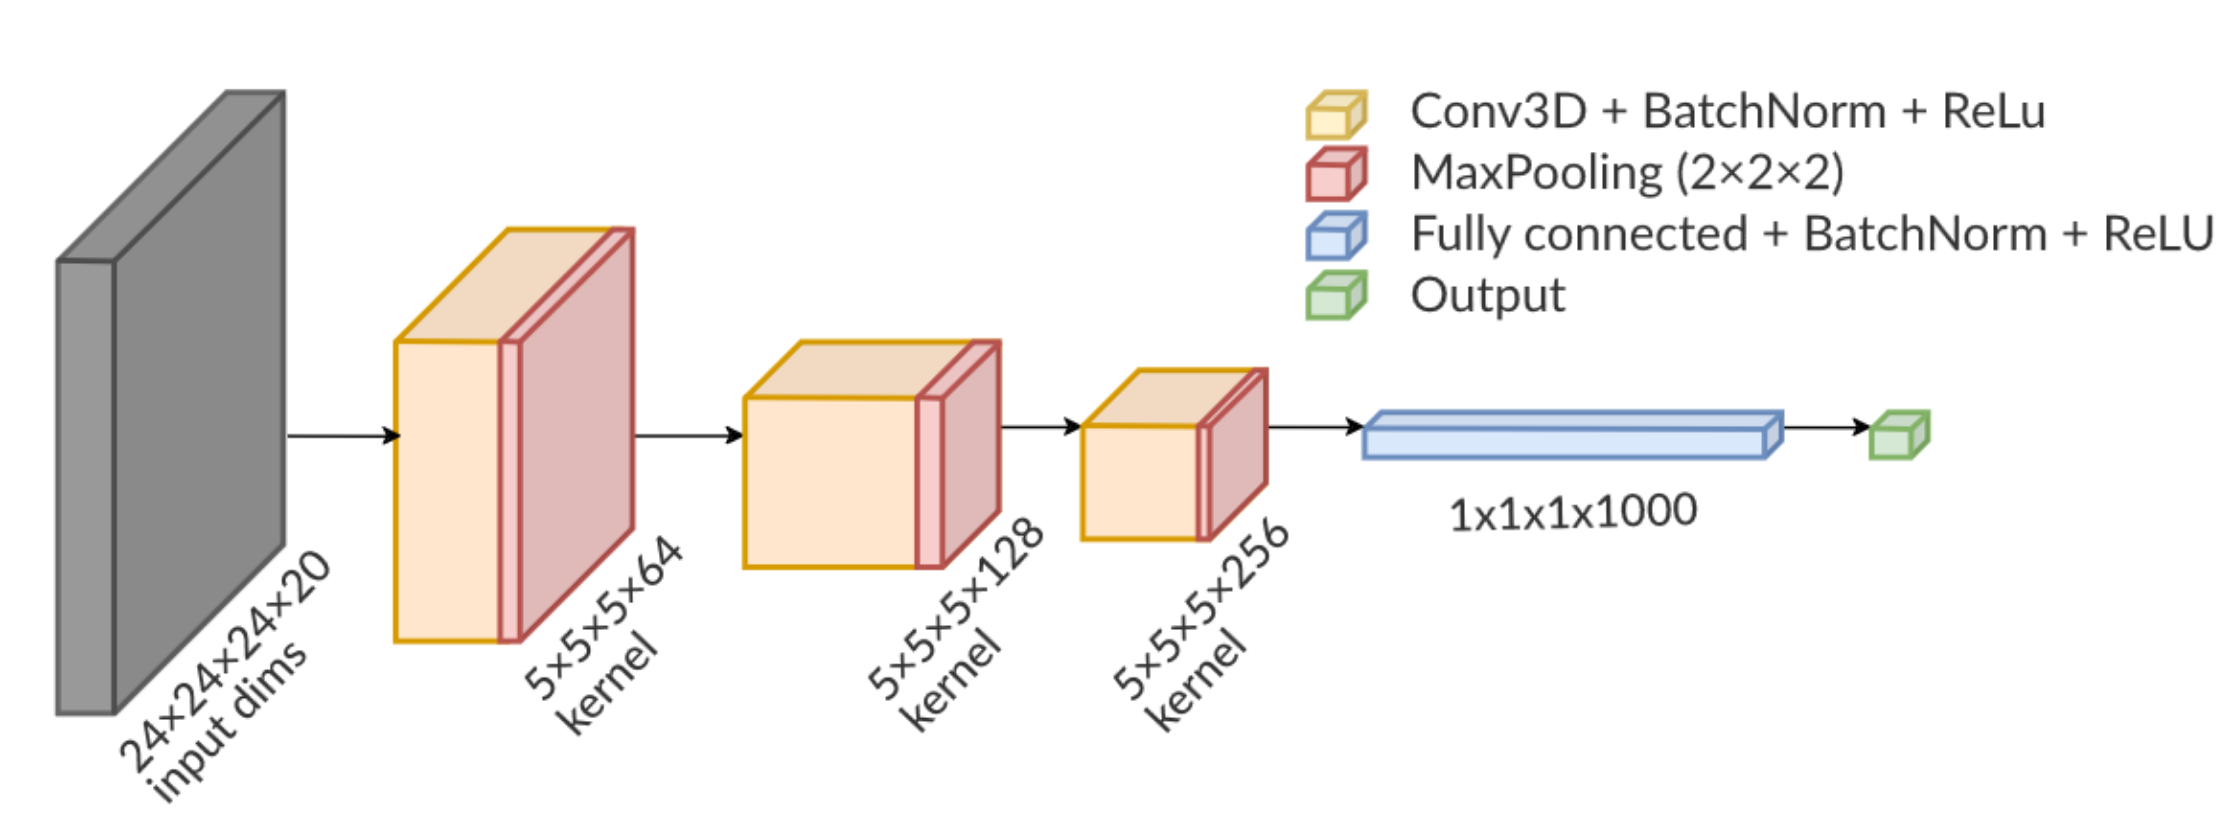 Conv3D + BatchNorm + ReLu
MaxPooling (2×2×2)
Fully connected + BatchNorm + ReLU
Output
24×24×24×20
input dims
5×5×5×64
kernel
5×5×5×128
kernel
5×5×5×256
kernel
1x1x1x1000